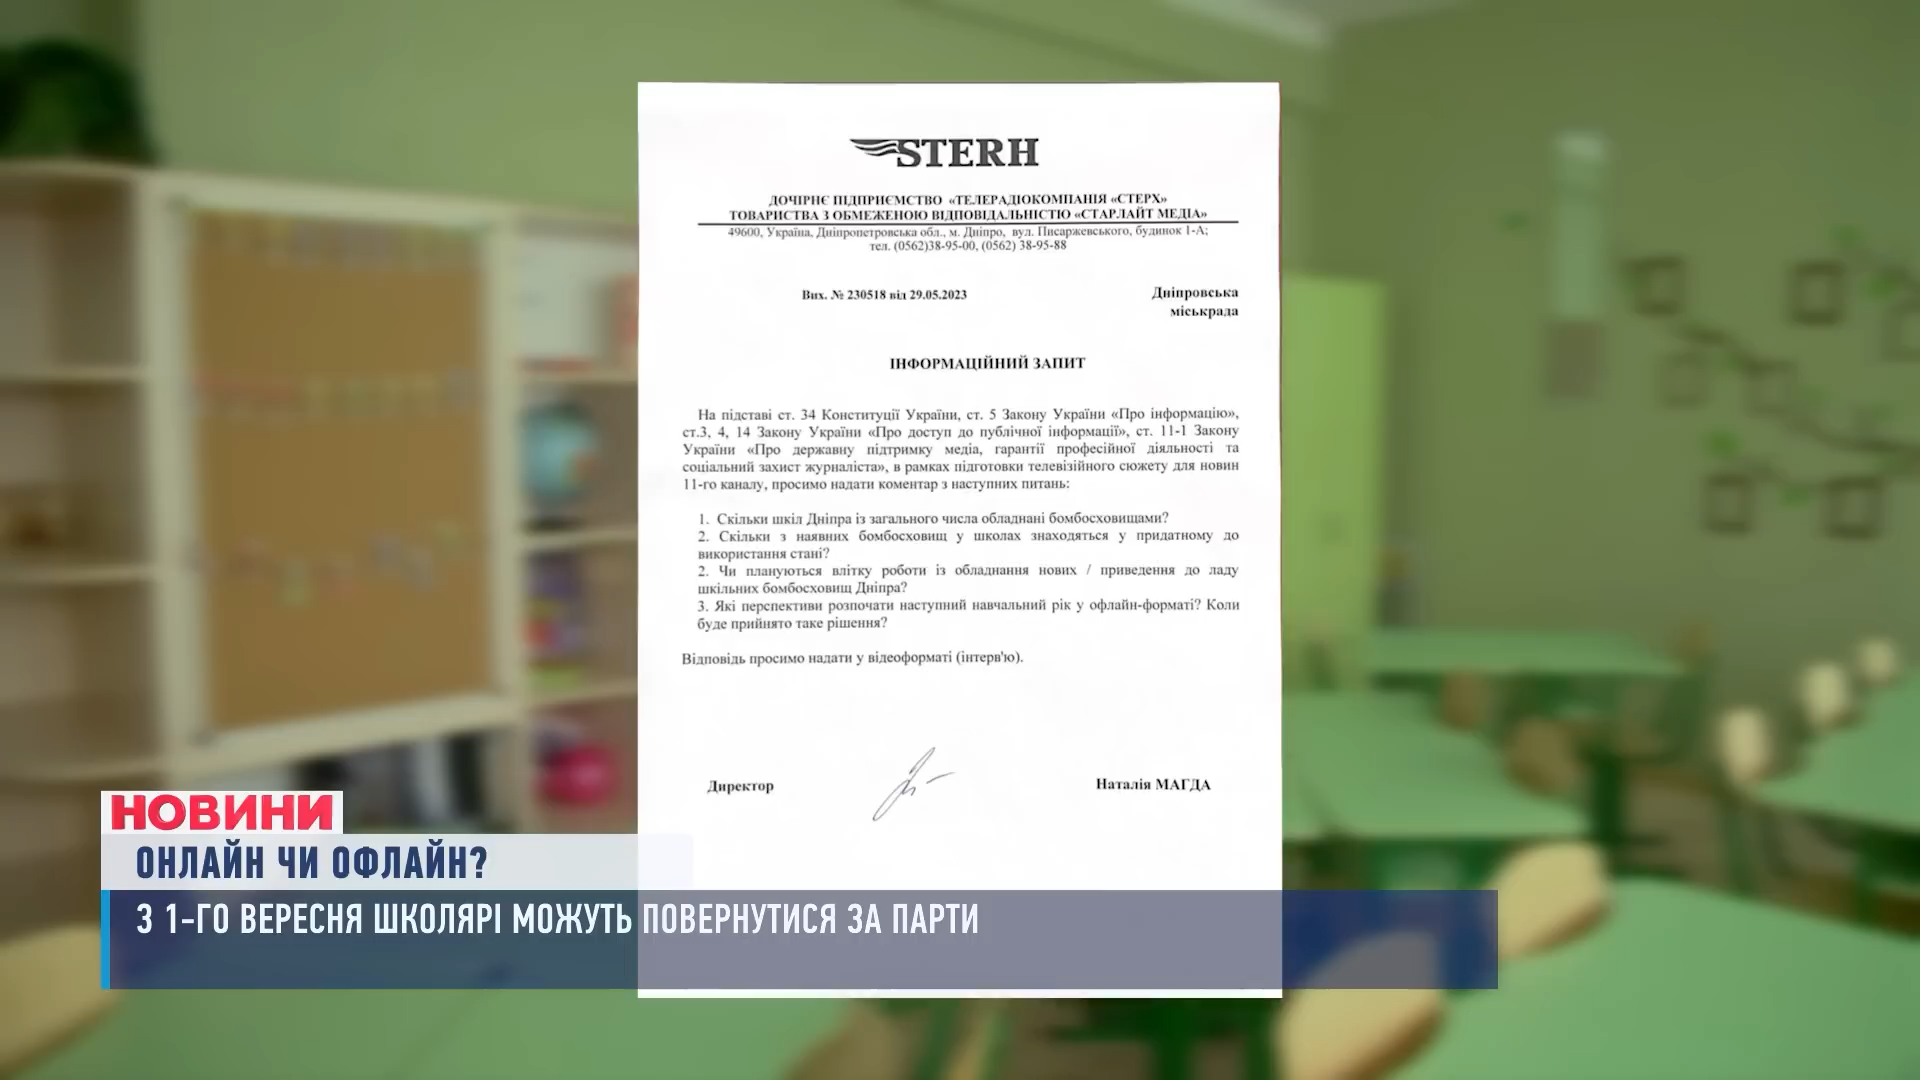 STERH
ДОЧІРНЄ ПІДПРИЄМСТВО «ТЕЛЕРАДІОКОМПАНІЯ «СТЕРХ»
ТОВАРИСТВА З ОБМЕЖЕНОЮ ВІДПОВІДАЛЬНІСТЮ «СТАРЛАЙТ МЕДІА»
49600, Україна, Дніпропетровська обл., м. Дніпро, вул. Писаржевського, будинок 1-А;
тел. (0562)38-95-00, (0562) 38-95-88
Вих. № 230518 від 29.05.2023
Дніпровська
міськрада
ІНФОРМАЦІЙНИЙ ЗАПИТ
На підставі ст. 34 Конституції України, ст. 5 Закону України «Про інформацію»,
ст.3, 4, 14 Закону України «Про доступ до публічної інформації», ст. 11-1 Закону
України «Про державну підтримку медіа, гарантії професійної діяльності та
соціальний захист журналіста», в рамках підготовки телевізійного сюжету для новин
11-го каналу, просимо надати коментар з наступних питань:
1. Скільки шкіл Дніпра із загального числа обладнані бомбосховищами?
2. Скільки з наявних бомбосховищ у школах знаходяться у придатному до
використання стані?
2. Чи плануються влітку роботи із обладнання нових / приведення до ладу
шкільних бомбосховищ Дніпра?
3. Які перспективи розпочати наступний навчальний рік у офлайн-форматі? Коли
буде прийнято таке рішення?
Відповідь просимо надати у відеоформаті (інтерв'ю).
Директор
Наталія МАГДА
НОВИНИ
ОНЛАЙН ЧИ ОФЛАЙН?
З 1-ГО ВЕРЕСНЯ ШКОЛЯРІ МОЖУТЬ ПОВЕРНУТИСЯ ЗА ПАРТИ